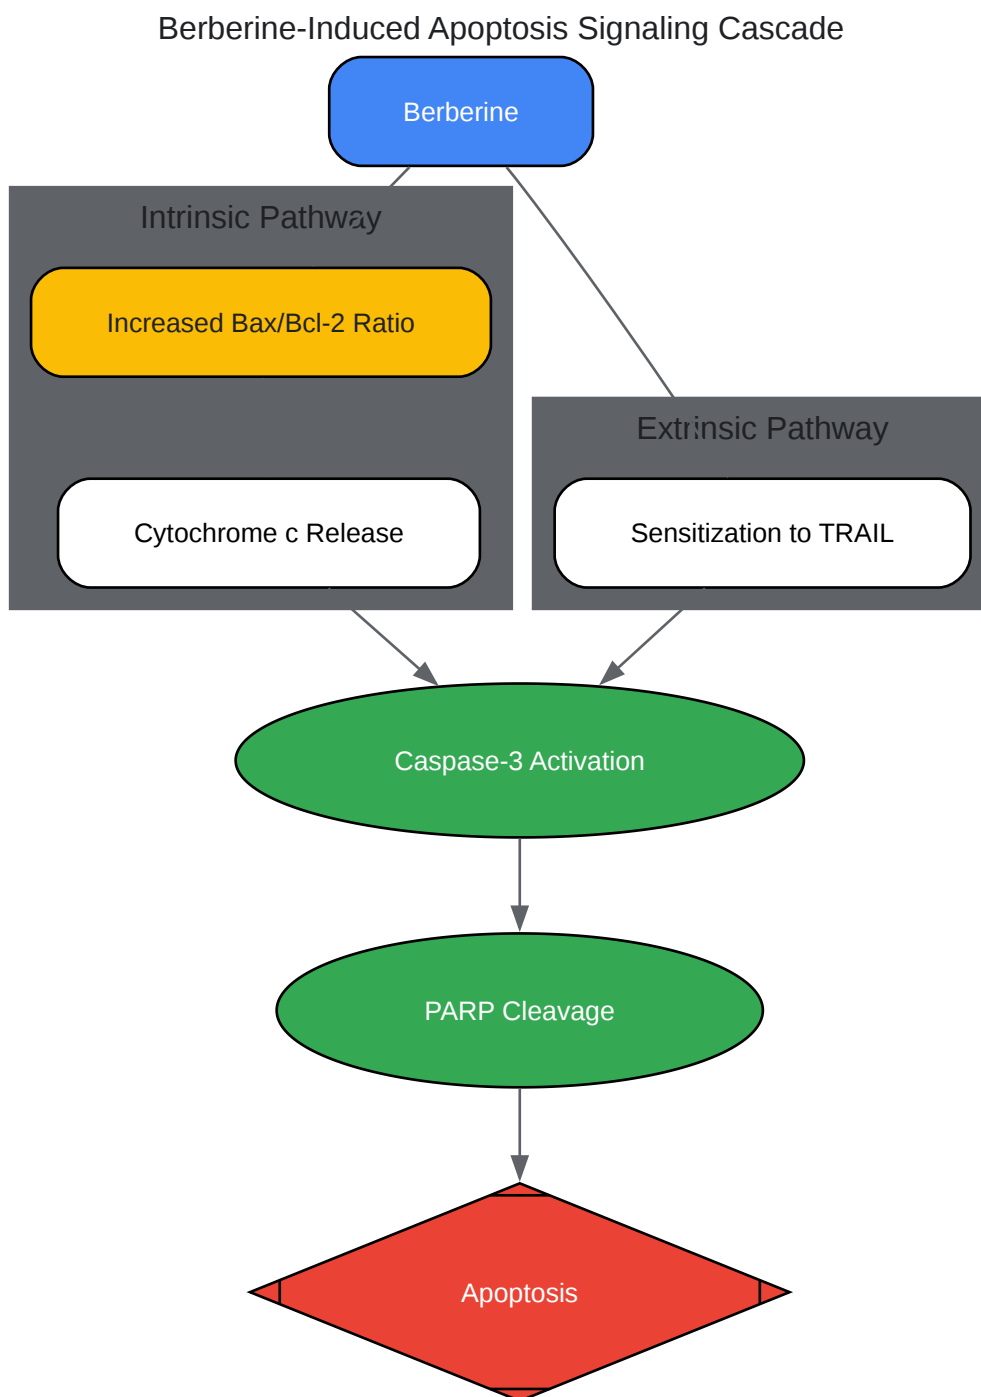 Berberine-Induced Apoptosis Signaling Cascade
Berberine
Intrinsic Pathway
Increased Bax/Bcl-2 Ratio
Extrinsic Pathway
Cytochrome c Release
Sensitization to TRAIL
Caspase-3 Activation
PARP Cleavage
Apoptosis